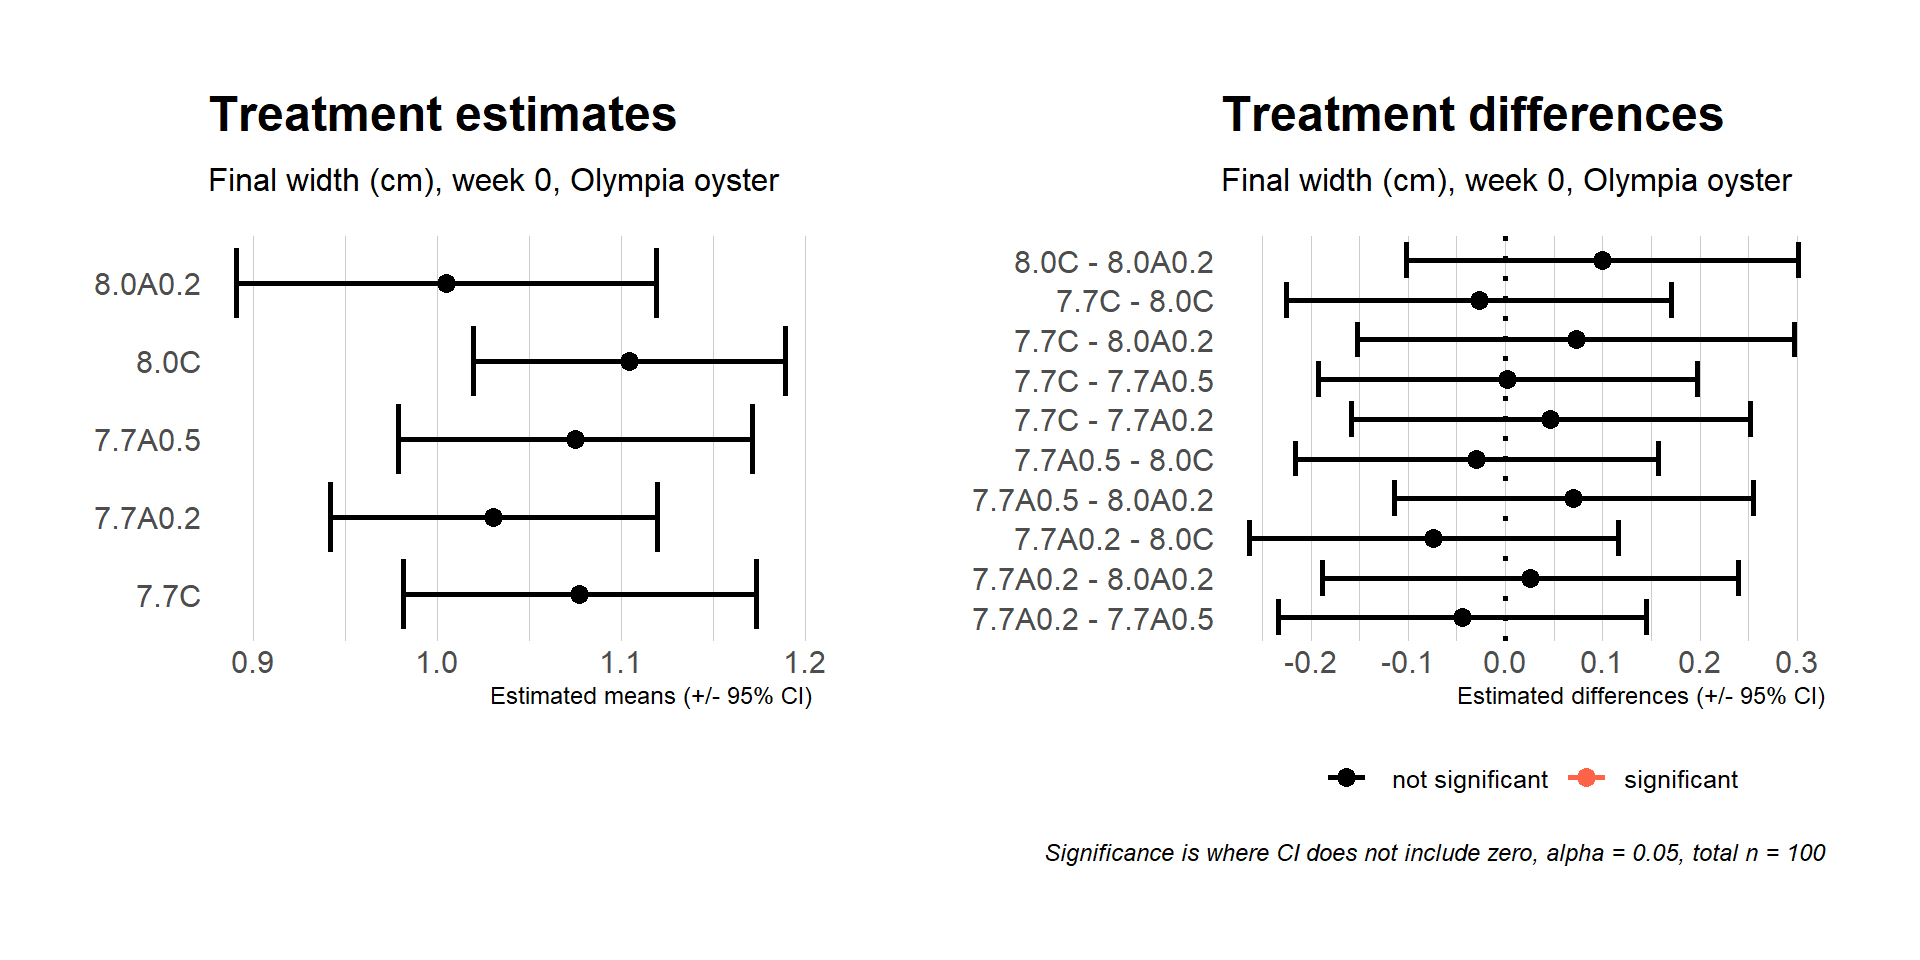 Treatment estimates
Final width (cm), week 0, Olympia oyster
8.0A0.2
8.0C
7.7A0.5
7.7A0.2
7.7C
0.9 1.0 1.1 1.2
Estimated means (+/- 95% CI)
Treatment differences
Final width (cm), week 0, Olympia oyster
8.0C - 8.0A0.2
7.7C - 8.0C
7.7C - 8.0A0.2
7.7C - 7.7A0.5
7.7C - 7.7A0.2
7.7A0.5 - 8.0C
7.7A0.5 - 8.0A0.2
7.7A0.2 - 8.0C
7.7A0.2 - 8.0A0.2
7.7A0.2 - 7.7A0.5
-0.2 -0.1 0.0 0.1 0.2 0.3
Estimated differences (+/- 95% CI)
not significant significant
Significance is where CI does not include zero, alpha = 0.05, total n = 100